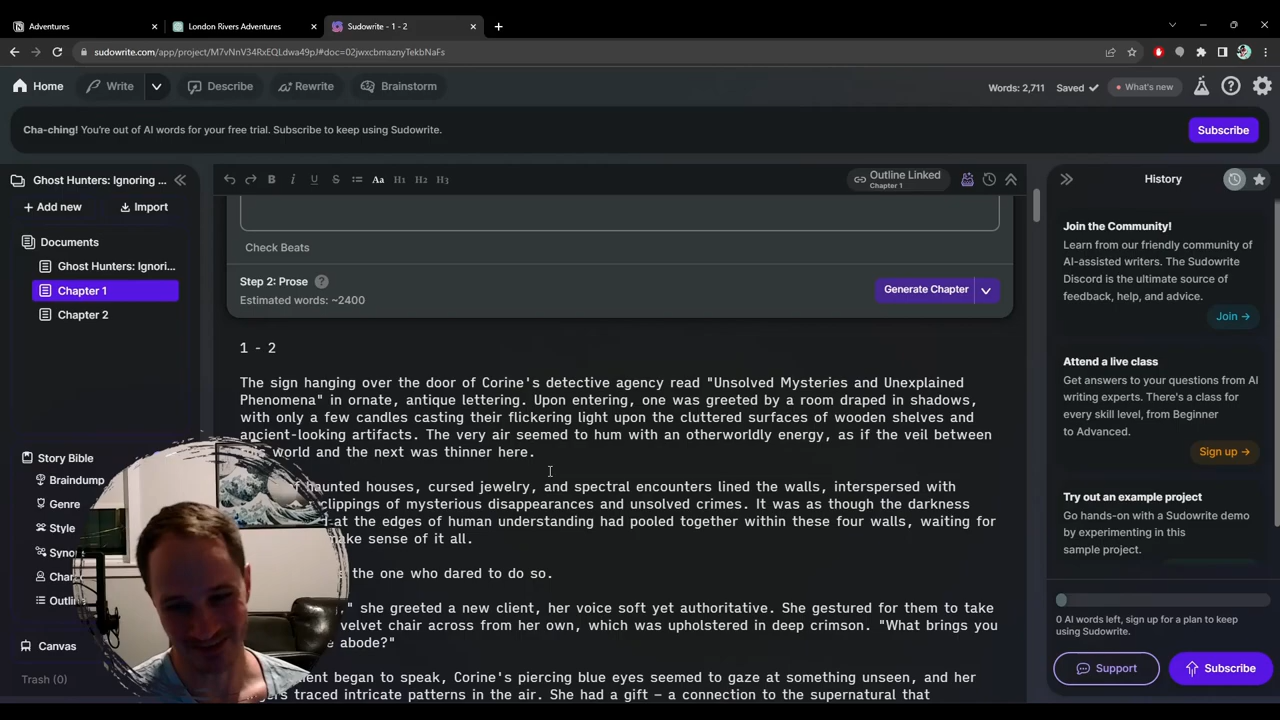 Adventures
London Rivers Adventures
Sudowrite - 1 - 2
sudowrite.com/app/project/M7vNnV34RxEQLdwa49pJ#doc=02jwxcbmaznyTekbNaFs
Home
Write
Describe
Rewrite
Brainstorm
Words: 2,711
Saved
What's new
Cha-ching! You're out of AI words for your free trial. Subscribe to keep using Sudowrite.
Subscribe
Ghost Hunters: Ignoring ...
+ Add new
Import
Documents
Ghost Hunters: Ignori...
Chapter 1
Chapter 2
Story Bible
Braindump
Genre
Style
Canvas
Trash (0)
B i U S Aa H1 H2 H3
Outline Linked
Chapter 1
Check Beats
Step 2: Prose
Estimated words: ~2400
Generate Chapter
1 - 2
The sign hanging over the door of Corine's detective agency read "Unsolved Mysteries and Unexplained
Phenomena" in ornate, antique lettering. Upon entering, one was greeted by a room draped in shadows,
with only a few candles casting their flickering light upon the cluttered surfaces of wooden shelves and
ancient-looking artifacts. The very air seemed to hum with an otherworldly energy, as if the veil between
world and the next was thinner here.
haunted houses, cursed jewelry, and spectral encounters lined the walls, interspersed with
clippings of mysterious disappearances and unsolved crimes. It was as though the darkness
at the edges of human understanding had pooled together within these four walls, waiting for
make sense of it all.
the one who dared to do so.
," she greeted a new client, her voice soft yet authoritative. She gestured for them to take
velvet chair across from her own, which was upholstered in deep crimson. "What brings you
abode?"
began to speak, Corine's piercing blue eyes seemed to gaze at something unseen, and her
traced intricate patterns in the air. She had a gift – a connection to the supernatural that
History
Join the Community!
Learn from our friendly community of
AI-assisted writers. The Sudowrite
Discord is the ultimate source of
feedback, help, and advice.
Join →
Attend a live class
Get answers to your questions from AI
writing experts. There's a class for
every skill level, from Beginner
to Advanced.
Sign up →
Try out an example project
Go hands-on with a Sudowrite demo
by experimenting in this
sample project.
0 AI words left, sign up for a plan to keep
using Sudowrite.
Support
Subscribe